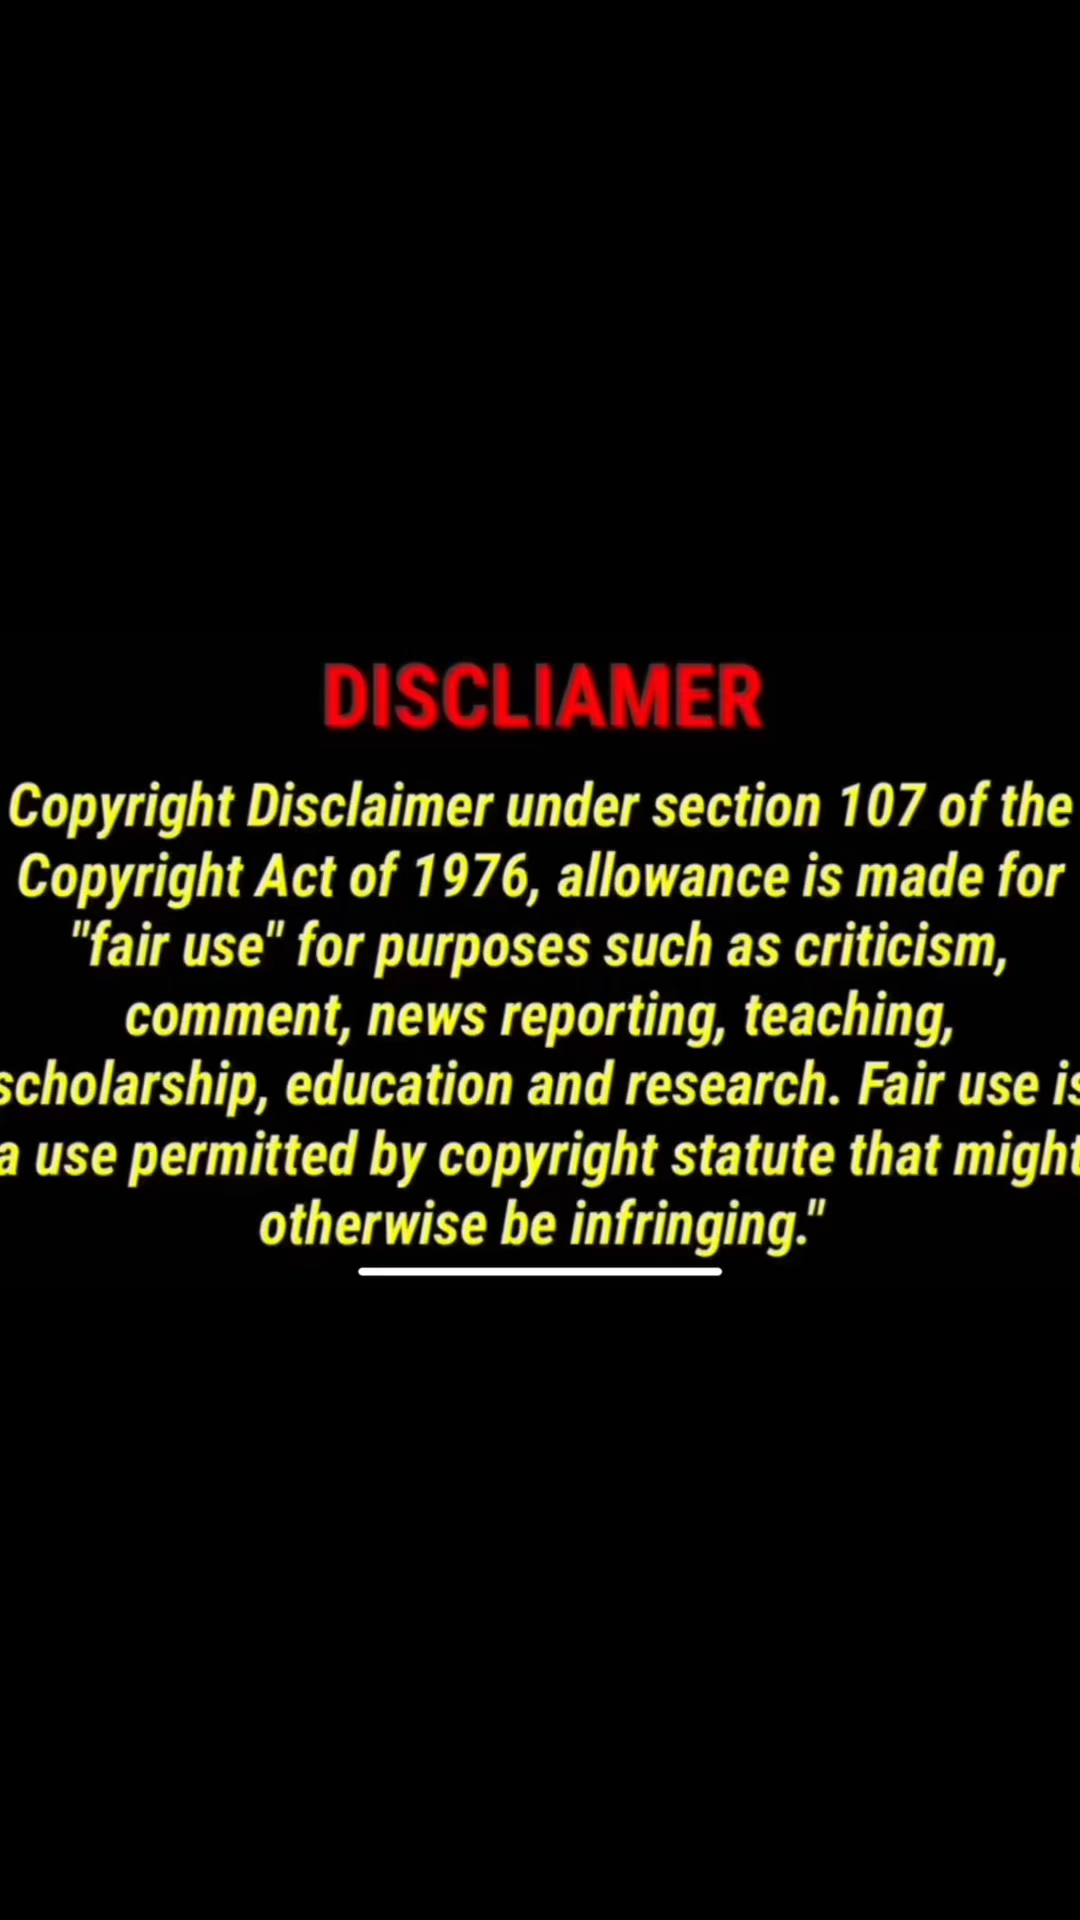 DISCLIAMER
Copyright Disclaimer under section 107 of the
Copyright Act of 1976, allowance is made for
"fair use" for purposes such as criticism,
comment, news reporting, teaching,
scholarship, education and research. Fair use is
a use permitted by copyright statute that might
otherwise be infringing."